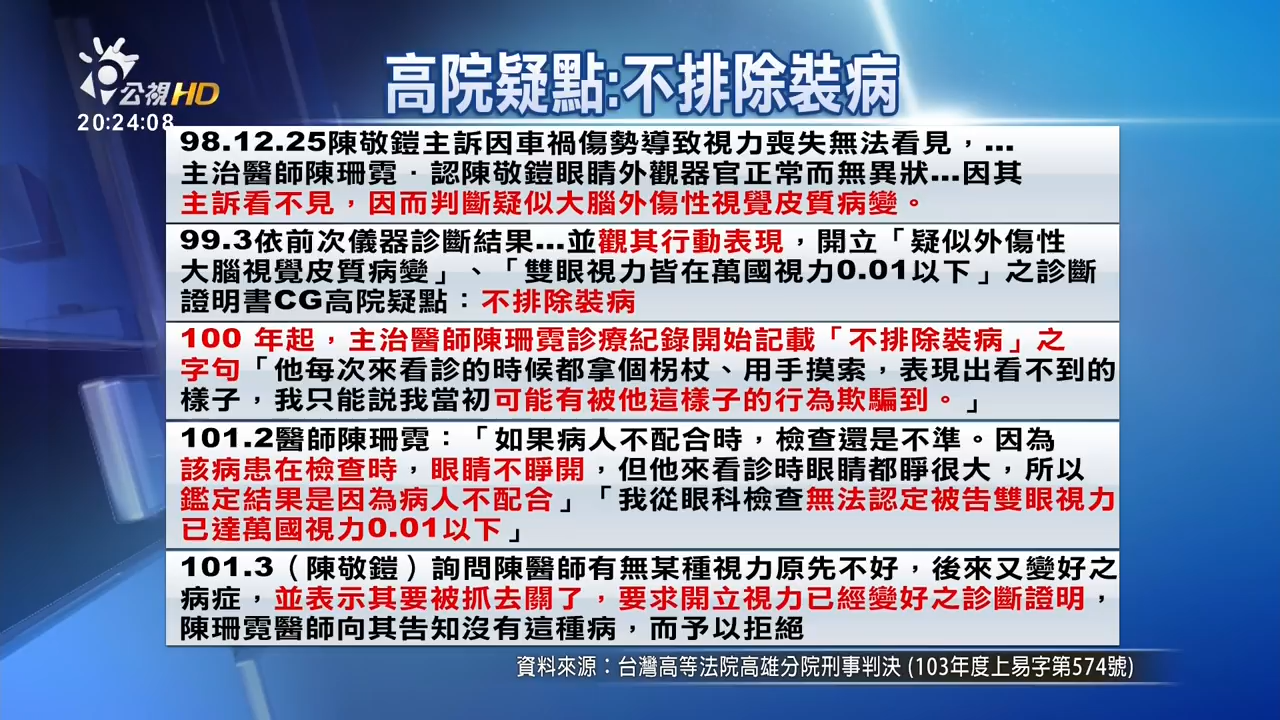 公視HD
高院疑點:不排除裝病
20:24:08
98.12.25陳敬鎧主訴因車禍傷勢導致視力喪失無法看見，...
主治醫師陳珊霓．認陳敬鎧眼睛外觀器官正常而無異狀...因其
主訴看不見，因而判斷疑似大腦外傷性視覺皮質病變。
99.3依前次儀器診斷結果...並觀其行動表現，開立「疑似外傷性
大腦視覺皮質病變」、「雙眼視力皆在萬國視力0.01以下」之診斷
證明書CG高院疑點：不排除裝病
100 年起，主治醫師陳珊霓診療紀錄開始記載「不排除裝病」之
字句「他每次來看診的時候都拿個柺杖、用手摸索，表現出看不到的
樣子，我只能說我當初可能有被他這樣子的行為欺騙到。」
101.2醫師陳珊霓：「如果病人不配合時，檢查還是不準。因為
該病患在檢查時，眼睛不睜開，但他來看診時眼睛都睜很大，所以
鑑定結果是因為病人不配合」「我從眼科檢查無法認定被告雙眼視力
已達萬國視力0.01以下」
101.3（陳敬鎧）詢問陳醫師有無某種視力原先不好，後來又變好之
病症，並表示其要被抓去關了，要求開立視力已經變好之診斷證明，
陳珊霓醫師向其告知沒有這種病，而予以拒絕
資料來源：台灣高等法院高雄分院刑事判決 (103年度上易字第574號)